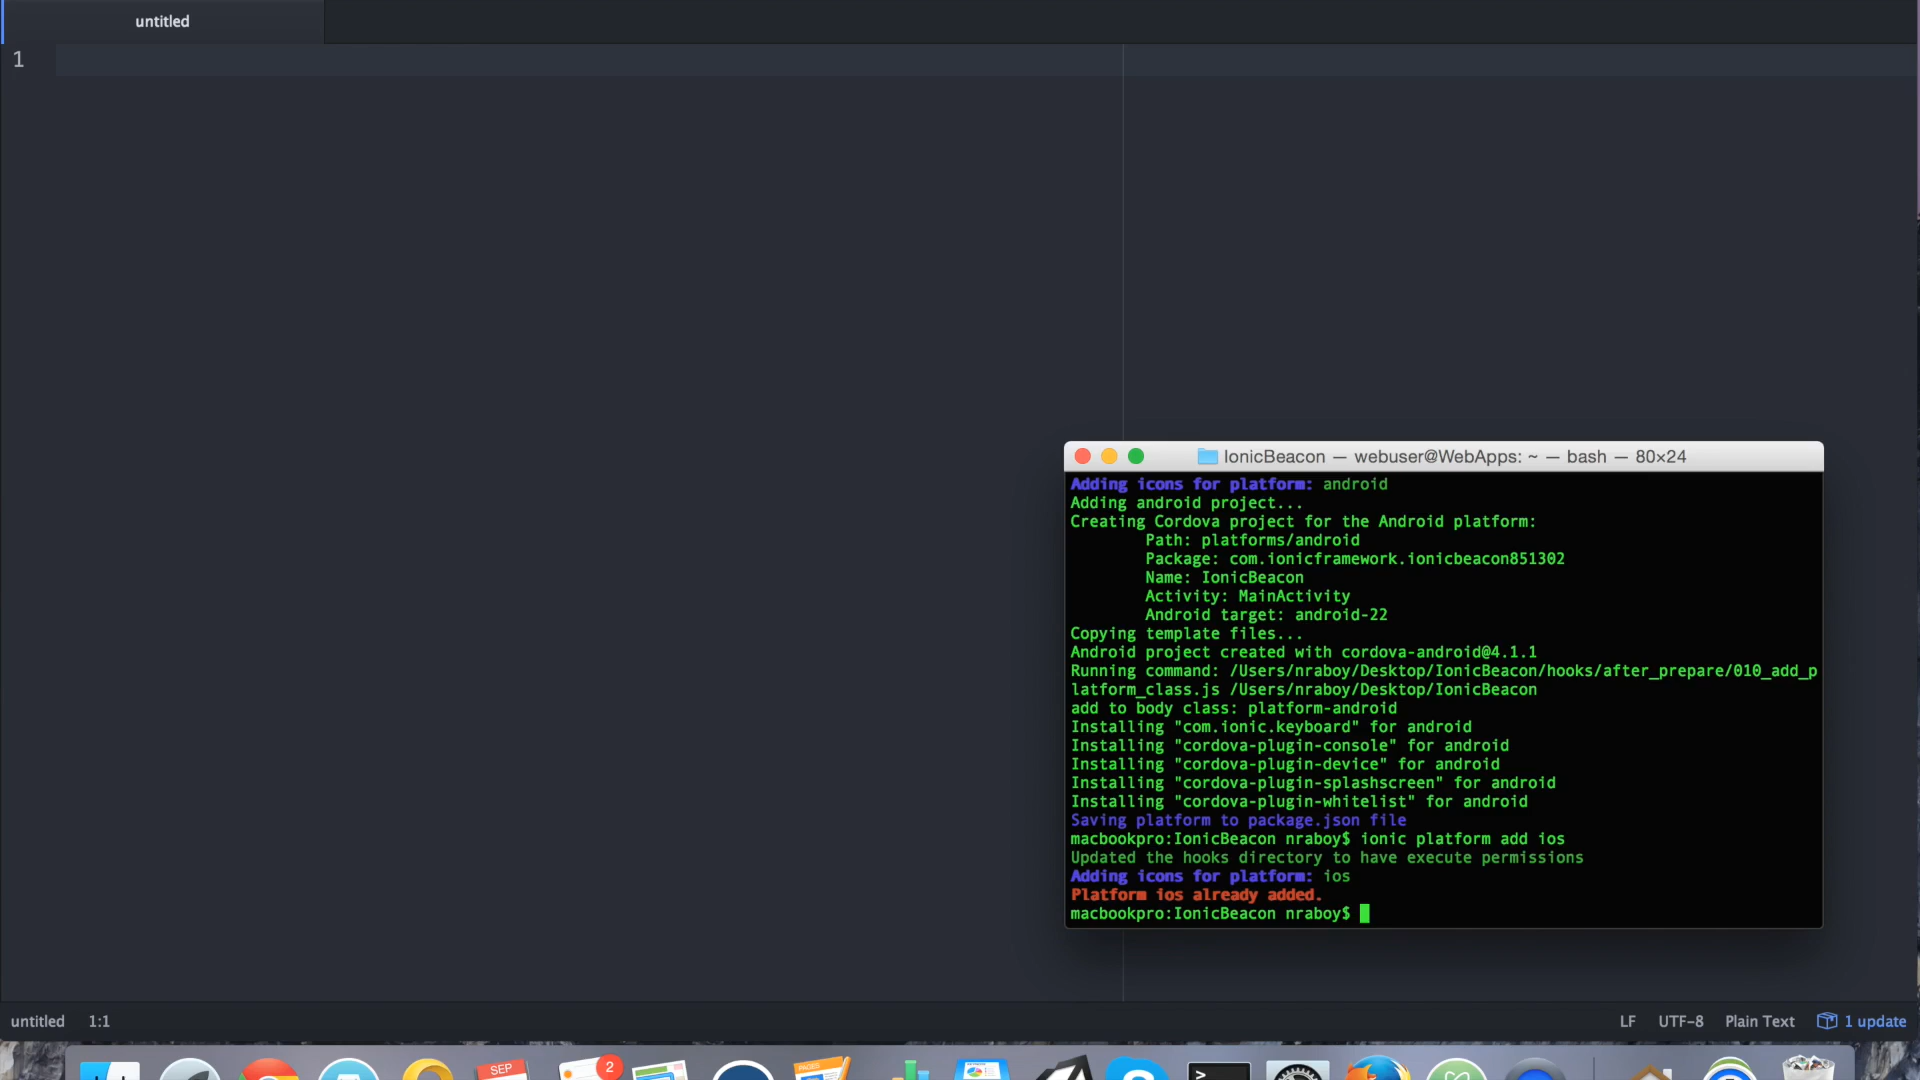 untitled
1
IonicBeacon — webuser@WebApps: ~ — bash — 80×24
Adding icons for platform: android
Adding android project...
Creating Cordova project for the Android platform:
Path: platforms/android
Package: com.ionicframework.ionicbeacon851302
Name: IonicBeacon
Activity: MainActivity
Android target: android-22
Copying template files...
Android project created with cordova-android@4.1.1
Running command: /Users/nraboy/Desktop/IonicBeacon/hooks/after_prepare/010_add_p
latform_class.js /Users/nraboy/Desktop/IonicBeacon
add to body class: platform-android
Installing "com.ionic.keyboard" for android
Installing "cordova-plugin-console" for android
Installing "cordova-plugin-device" for android
Installing "cordova-plugin-splashscreen" for android
Installing "cordova-plugin-whitelist" for android
Saving platform to package.json file
macbookpro:IonicBeacon nraboy$ ionic platform add ios
Updated the hooks directory to have execute permissions
Adding icons for platform: ios
Platform ios already added.
macbookpro:IonicBeacon nraboy$
untitled 1:1 LF UTF-8 Plain Text 1 update
SEP 2 PAGES >